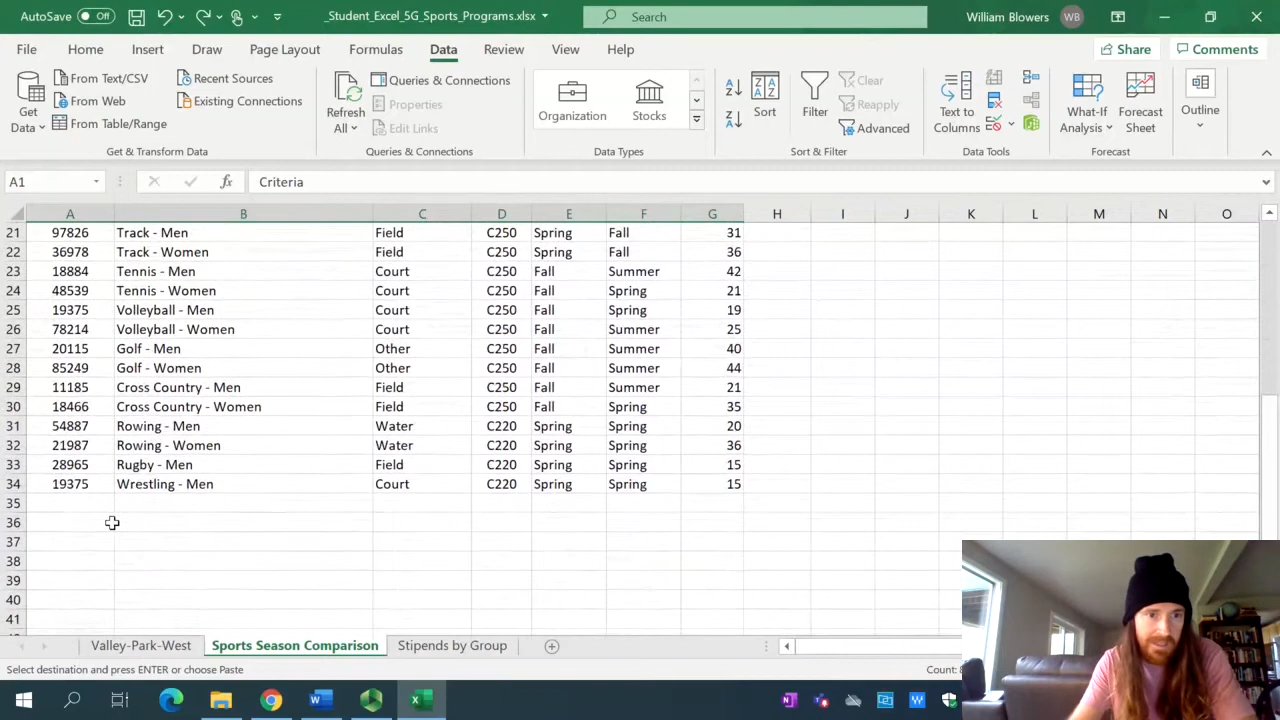 AutoSave Off _Student_Excel_5G_Sports_Programs.xlsx Search William Blowers WB
File Home Insert Draw Page Layout Formulas Data Review View Help Share Comments
Get Data From Text/CSV From Web From Table/Range Recent Sources Existing Connections
Refresh All Queries & Connections Properties Edit Links
Organization Stocks
Sort Filter Clear Reapply Advanced
Text to Columns What-If Analysis Forecast Sheet Outline
Get & Transform Data Queries & Connections Data Types Sort & Filter Data Tools Forecast
A1 fx Criteria
A B C D E F G H I J K L M N O
21 97826 Track - Men Field C250 Spring Fall 31
22 36978 Track - Women Field C250 Spring Fall 36
23 18884 Tennis - Men Court C250 Fall Summer 42
24 48539 Tennis - Women Court C250 Fall Spring 21
25 19375 Volleyball - Men Court C250 Fall Spring 19
26 78214 Volleyball - Women Court C250 Fall Summer 25
27 20115 Golf - Men Other C250 Fall Summer 40
28 85249 Golf - Women Other C250 Fall Summer 44
29 11185 Cross Country - Men Field C250 Fall Summer 21
30 18466 Cross Country - Women Field C250 Fall Spring 35
31 54887 Rowing - Men Water C220 Spring Spring 20
32 21987 Rowing - Women Water C220 Spring Spring 36
33 28965 Rugby - Men Field C220 Spring Spring 15
34 19375 Wrestling - Men Court C220 Spring Spring 15
35
36
37
38
39
40
41
Valley-Park-West Sports Season Comparison Stipends by Group
Select destination and press ENTER or choose Paste Count: 8